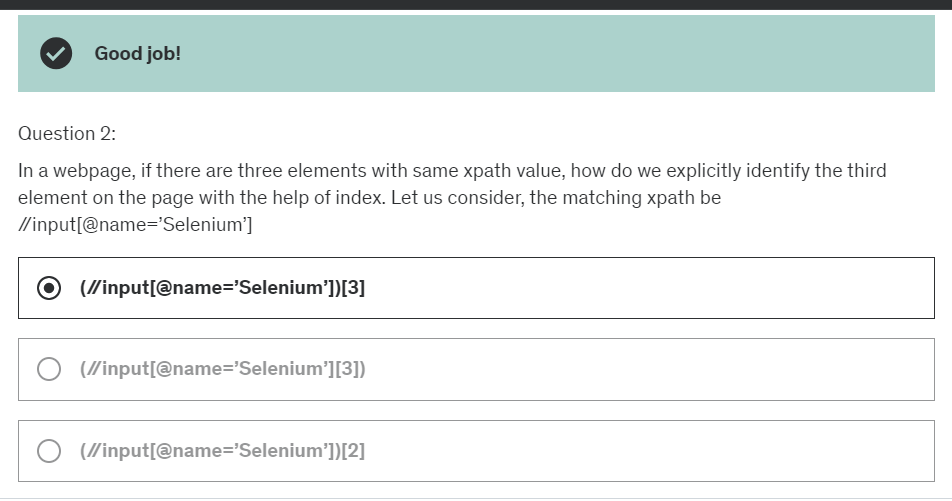 Good job!
Question 2:
In a webpage, if there are three elements with same xpath value, how do we explicitly identify the third
element on the page with the help of index. Let us consider, the matching xpath be
//input[@name=’Selenium’]
(//input[@name=’Selenium’])[3]
(//input[@name=’Selenium’][3])
(//input[@name=’Selenium’])[2]